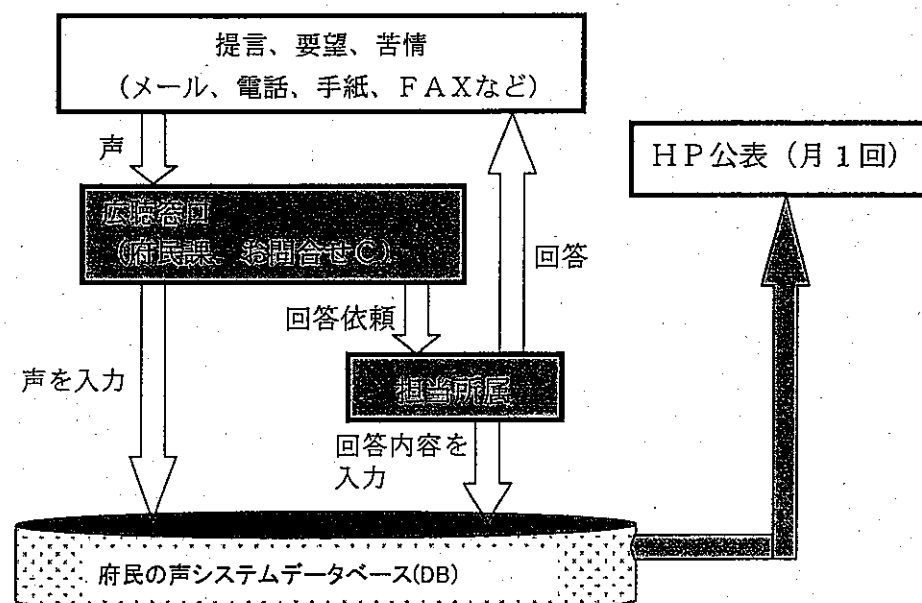 提言、要望、苦情
(メール、電話、手紙、ＦＡＸなど)
声
ＨＰ公表（月１回）
広聴窓口
(府民課、お問合せＣ)
回答
回答依頼
声を入力
担当所属
回答内容を
入力
府民の声システムデータベース(DB)